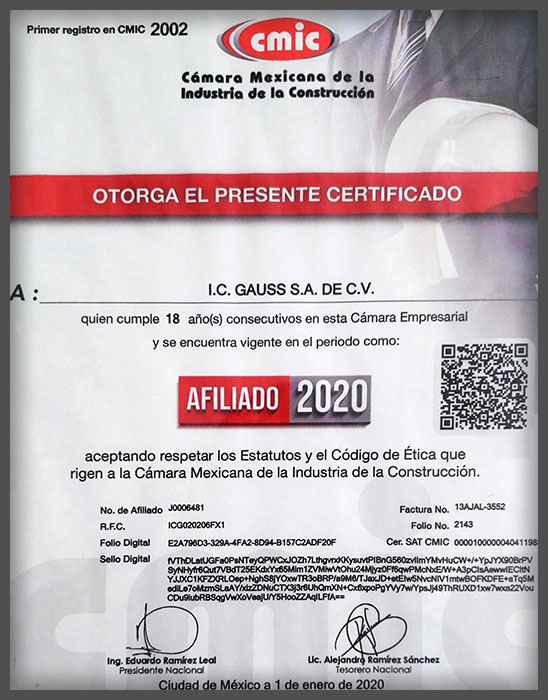 Primer registro en CMIC 2002
cmic
Cámara Mexicana de la
Industria de la Construcción
OTORGA EL PRESENTE CERTIFICADO
A :
I.C. GAUSS S.A. DE C.V.
quien cumple 18 año(s) consecutivos en esta Cámara Empresarial
y se encuentra vigente en el periodo como:
AFILIADO 2020
aceptando respetar los Estatutos y el Código de Ética que
rigen a la Cámara Mexicana de la Industria de la Construcción.
No. de Afiliado J0006481
Factura No. 13AJAL-3552
R.F.C. ICG020206FX1
Folio No. 2143
Folio Digital E2A796D3-329A-4FA2-8D94-B157C2ADF20F
Cer. SAT CMIC
Sello Digital
Ing. Eduardo Ramírez Leal
Presidente Nacional
Lic. Alejandro Ramírez Sánchez
Tesorero Nacional
Ciudad de México a 1 de enero de 2020